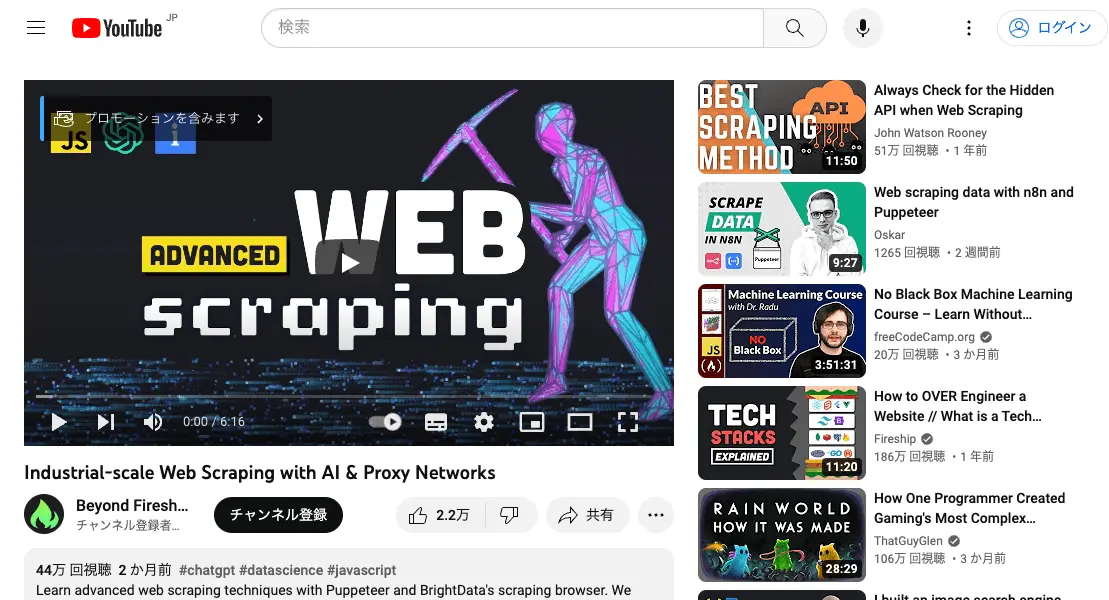 YouTube JP
検索
ログイン
プロモーションを含みます
JS
i
ADVANCED
WEB
scraping
0:00 / 6:16
Industrial-scale Web Scraping with AI & Proxy Networks
Beyond Firesh...
チャンネル登録者...
チャンネル登録
2.2万
共有
44万 回視聴 2 か月前 #chatgpt #datascience #javascript
Learn advanced web scraping techniques with Puppeteer and BrightData's scraping browser. We
BEST
SCRAPING
METHOD
API
11:50
Always Check for the Hidden
API when Web Scraping
John Watson Rooney
51万 回視聴 ・1 年前
SCRAPE
DATA
IN N8N
Puppeteer
9:27
Web scraping data with n8n and
Puppeteer
Oskar
1265 回視聴 ・2 週間前
Machine Learning Course
with Dr. Radu
NO
Black Box
JS
3:51:31
No Black Box Machine Learning
Course – Learn Without...
freeCodeCamp.org
20万 回視聴 ・3 か月前
TECH
STACKS
EXPLAINED
11:20
How to OVER Engineer a
Website // What is a Tech...
Fireship
186万 回視聴 ・1 年前
RAIN WORLD
HOW IT WAS MADE
28:29
How One Programmer Created
Gaming's Most Complex...
ThatGuyGlen
106万 回視聴 ・3 か月前
I built an image search engine